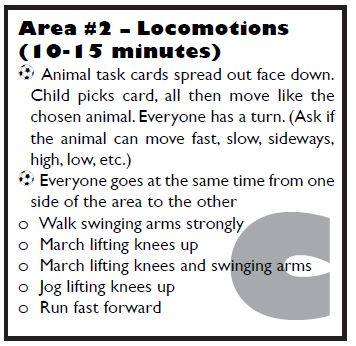 Area #2 – Locomotions
(10-15 minutes)
Animal task cards spread out face down.
Child picks card, all then move like the
chosen animal. Everyone has a turn. (Ask if
the animal can move fast, slow, sideways,
high, low, etc.)
Everyone goes at the same time from one
side of the area to the other
o Walk swinging arms strongly
o March lifting knees up
o March lifting knees and swinging arms
o Jog lifting knees up
o Run fast forward
C